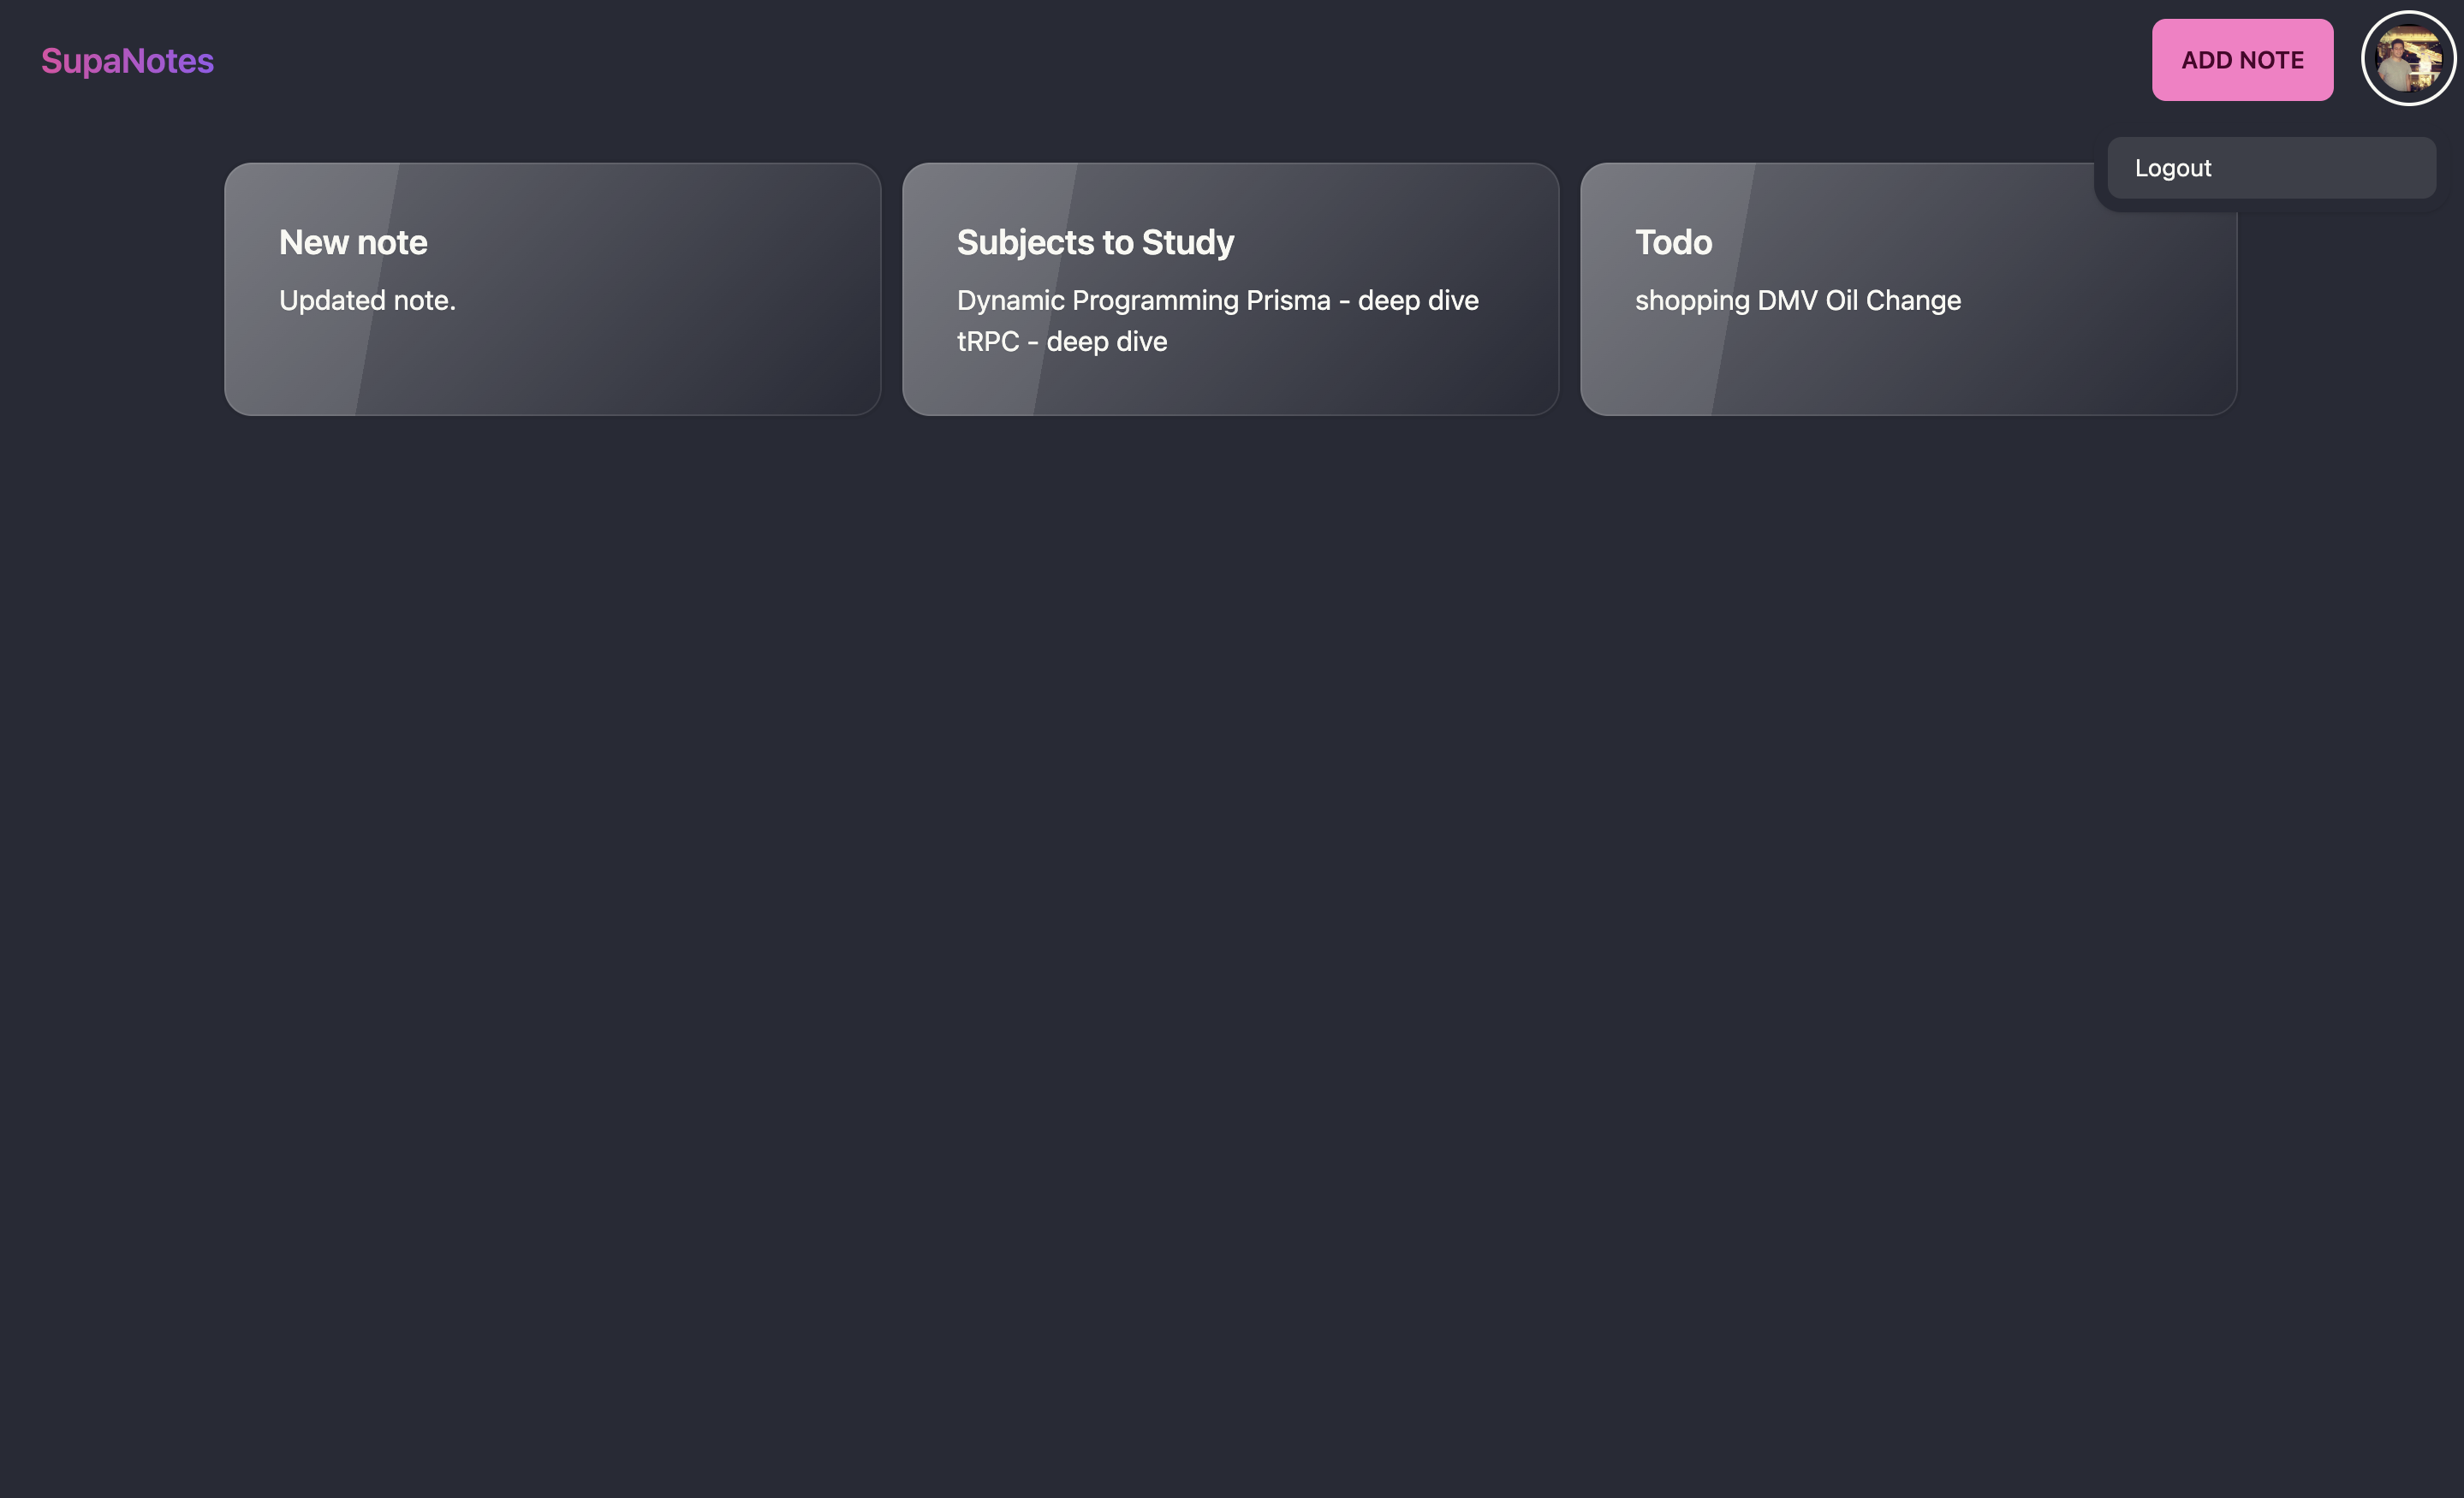 SupaNotes
ADD NOTE
Logout
New note
Updated note.
Subjects to Study
Dynamic Programming Prisma - deep dive
tRPC - deep dive
Todo
shopping DMV Oil Change